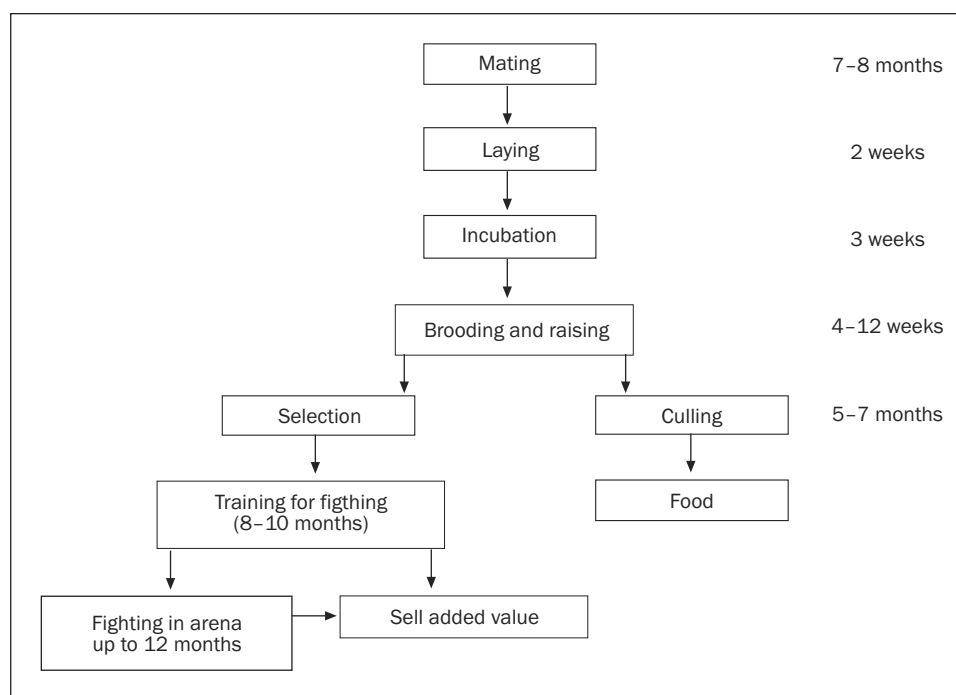 Mating
7–8 months
Laying
2 weeks
Incubation
3 weeks
Brooding and raising
4–12 weeks
Selection
Culling
5–7 months
Training for figthing
(8–10 months)
Food
Fighting in arena
up to 12 months
Sell added value